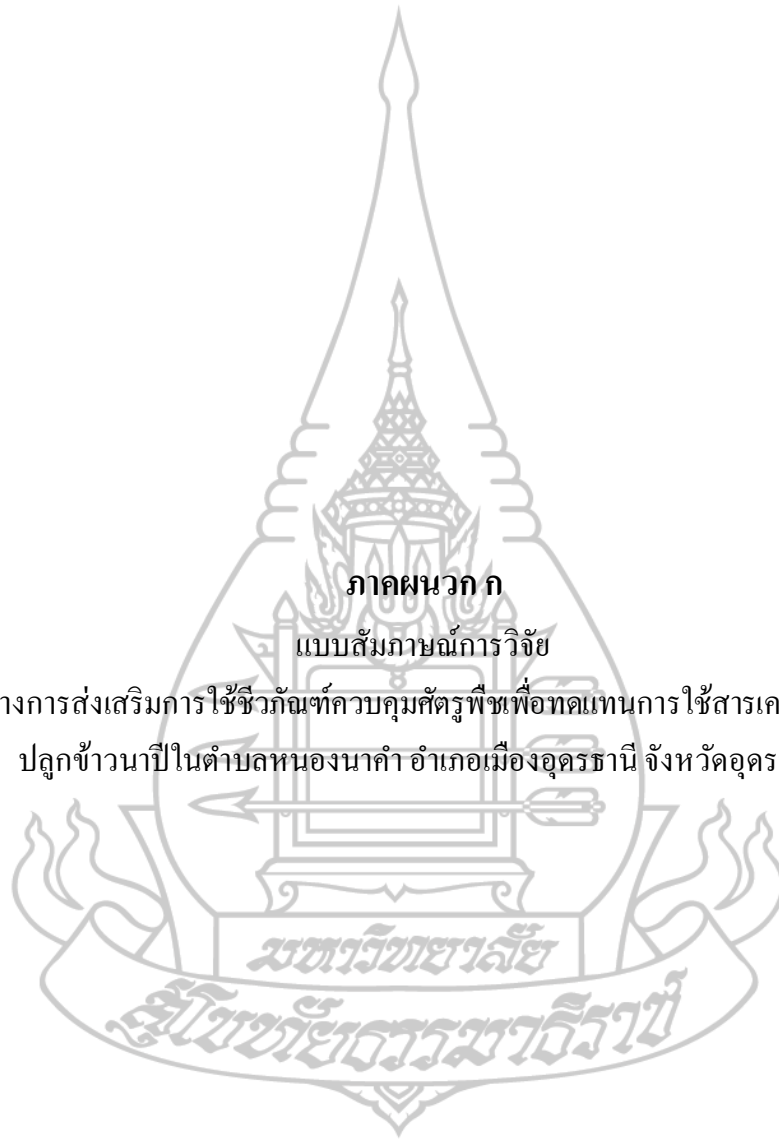 ภาคผนวก ก
แบบสัมภาษณ์การวิจัย
างการส่งเสริมการใช้ชีวภัณฑ์ควบคุมศัตรูพืชเพื่อทดแทนการใช้สารเค
ปลูกข้าวนาปีในตำบลหนองนาคำ อำเภอเมืองอุดรธานี จังหวัดอุดร
มหาวิทยาลัย
สุโขทัยธรรมาธิราช